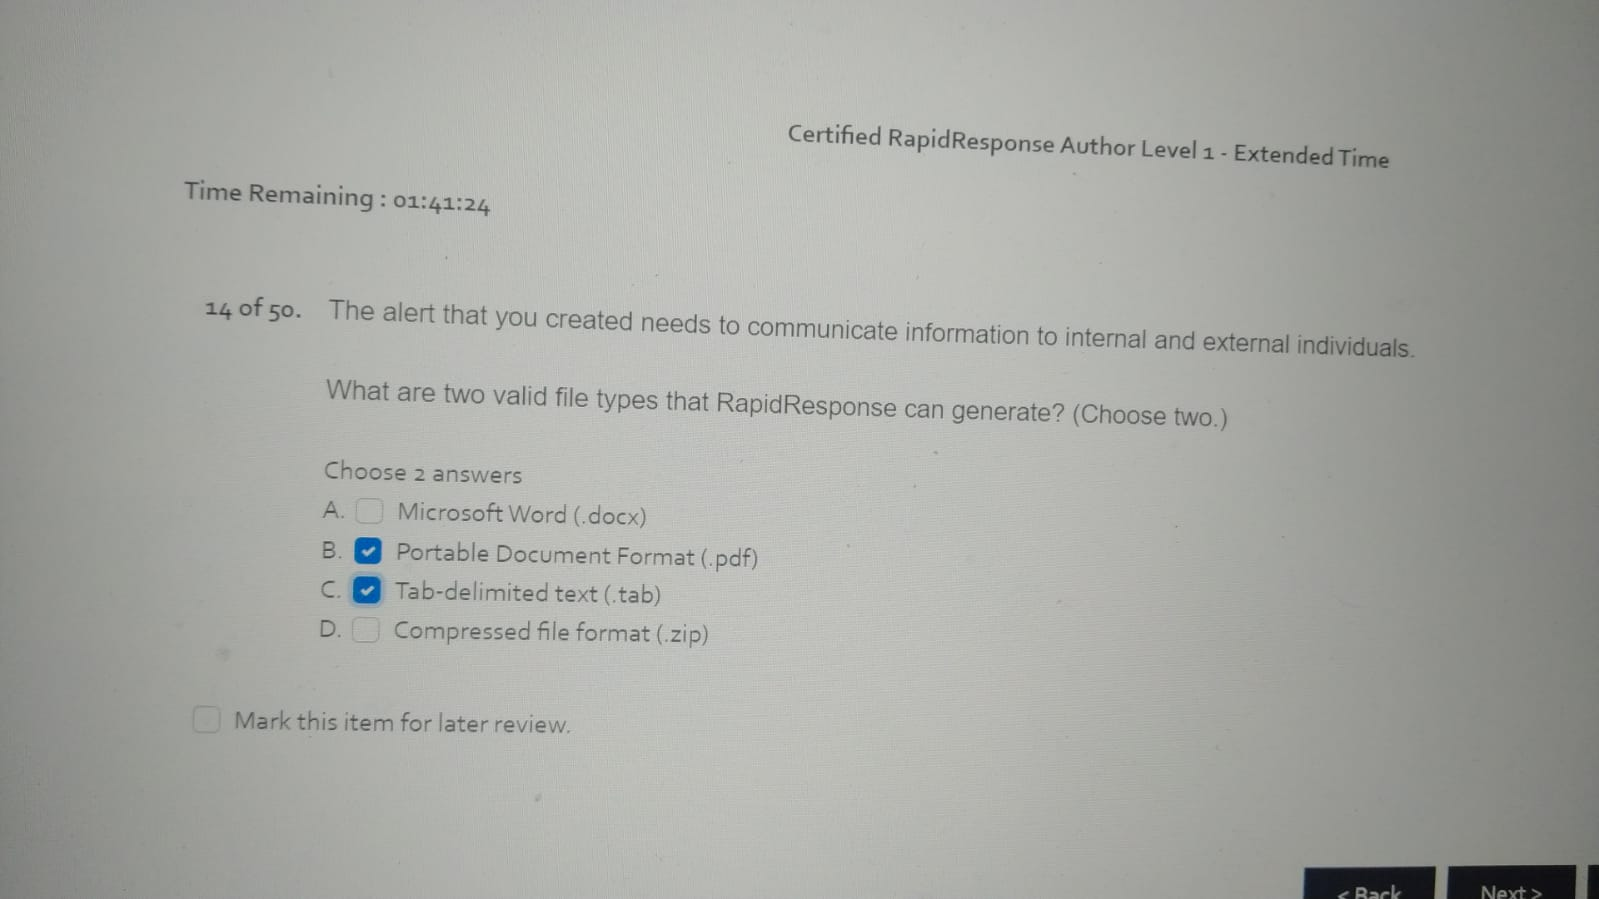 Certified RapidResponse Author Level 1 - Extended Time
Time Remaining : 01:41:24
14 of 50. The alert that you created needs to communicate information to internal and external individuals.
What are two valid file types that RapidResponse can generate? (Choose two.)
Choose 2 answers
A. Microsoft Word (.docx)
B. Portable Document Format (.pdf)
C. Tab-delimited text (.tab)
D. Compressed file format (.zip)
Mark this item for later review.
< Back Next >